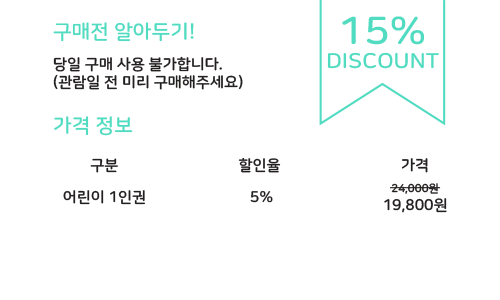 구매전 알아두기!
15%
DISCOUNT
당일 구매 사용 불가합니다.
(관람일 전 미리 구매해주세요)
가격 정보
구분 할인율 가격
어린이 1인권 5% 24,000원
19,800원